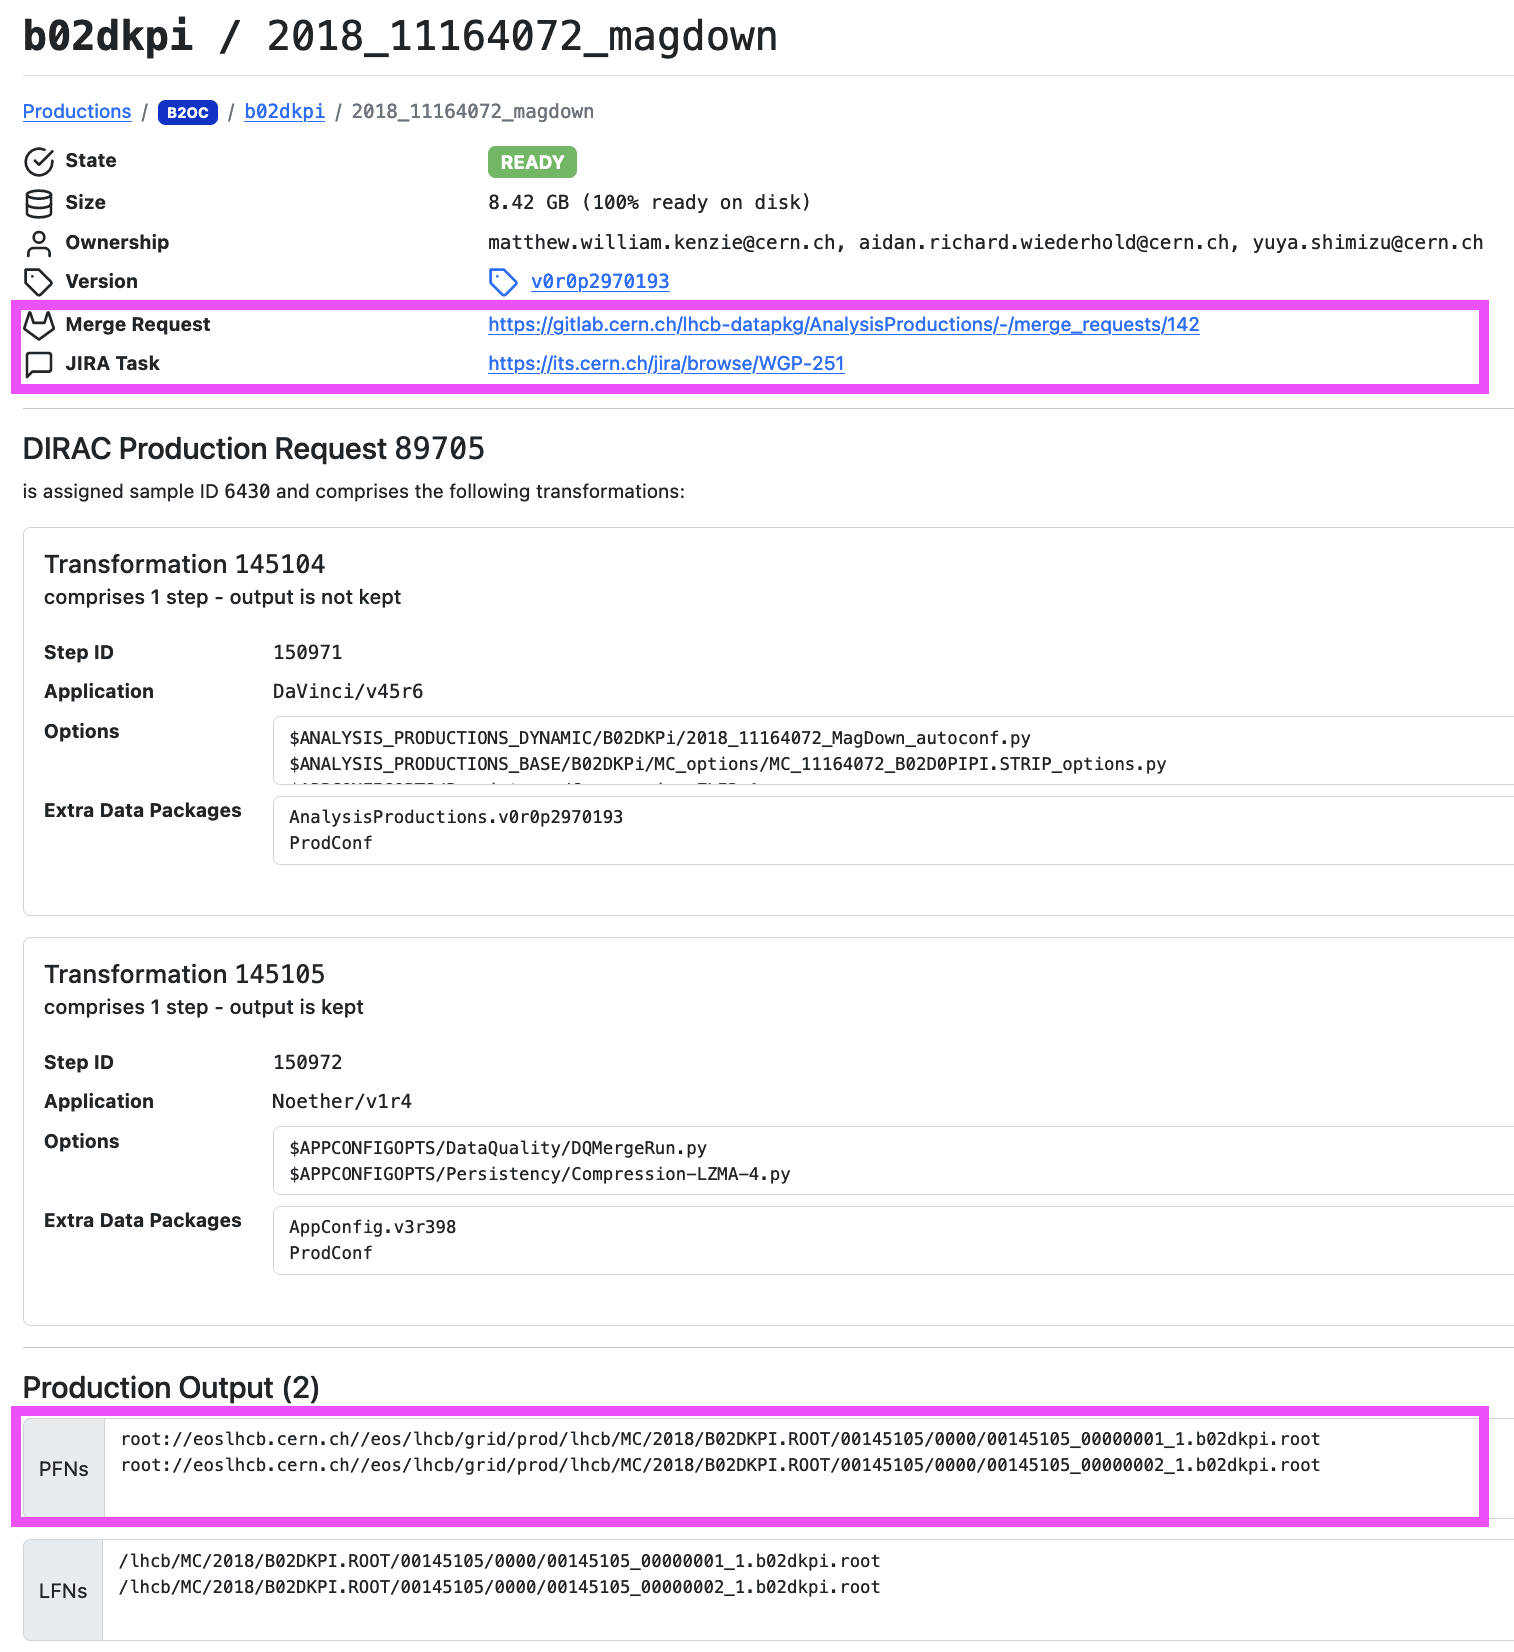 b02dkpi / 2018_11164072_magdown
Productions / B2OC / b02dkpi / 2018_11164072_magdown
State READY
Size 8.42 GB (100% ready on disk)
Ownership matthew.william.kenzie@cern.ch, aidan.richard.wiederhold@cern.ch, yuya.shimizu@cern.ch
Version v0r0p2970193
Merge Request https://gitlab.cern.ch/lhcb-datapkg/AnalysisProductions/-/merge_requests/142
JIRA Task https://its.cern.ch/jira/browse/WGP-251
DIRAC Production Request 89705
is assigned sample ID 6430 and comprises the following transformations:
Transformation 145104
comprises 1 step - output is not kept
Step ID 150971
Application DaVinci/v45r6
Options $ANALYSIS_PRODUCTIONS_DYNAMIC/B02DKPi/2018_11164072_MagDown_autoconf.py
$ANALYSIS_PRODUCTIONS_BASE/B02DKPi/MC_options/MC_11164072_B02D0PIPI.STRIP_options.py
Extra Data Packages AnalysisProductions.v0r0p2970193
ProdConf
Transformation 145105
comprises 1 step - output is kept
Step ID 150972
Application Noether/v1r4
Options $APPCONFIGOPTS/DataQuality/DQMergeRun.py
$APPCONFIGOPTS/Persistency/Compression-LZMA-4.py
Extra Data Packages AppConfig.v3r398
ProdConf
Production Output (2)
PFNs root://eoslhcb.cern.ch//eos/lhcb/grid/prod/lhcb/MC/2018/B02DKPI.ROOT/00145105/0000/00145105_00000001_1.b02dkpi.root
root://eoslhcb.cern.ch//eos/lhcb/grid/prod/lhcb/MC/2018/B02DKPI.ROOT/00145105/0000/00145105_00000002_1.b02dkpi.root
LFNs /lhcb/MC/2018/B02DKPI.ROOT/00145105/0000/00145105_00000001_1.b02dkpi.root
/lhcb/MC/2018/B02DKPI.ROOT/00145105/0000/00145105_00000002_1.b02dkpi.root